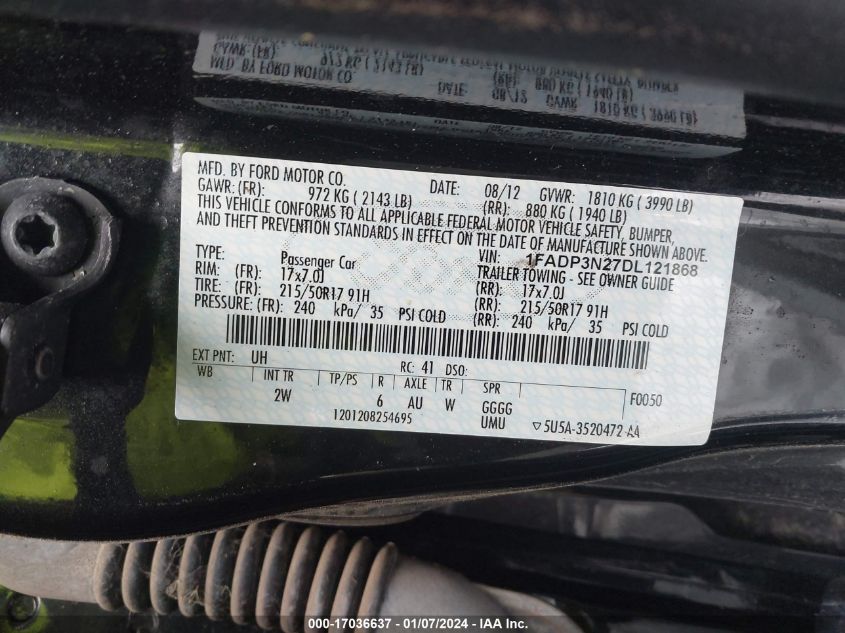 MFD. BY FORD MOTOR CO. DATE: 08/12 GVWR: 1810 KG ( 3990 LB)
GAWR:(FR): 972 KG ( 2143 LB) (RR): 880 KG ( 1940 LB)
THIS VEHICLE CONFORMS TO ALL APPLICABLE FEDERAL MOTOR VEHICLE SAFETY, BUMPER,
AND THEFT PREVENTION STANDARDS IN EFFECT ON THE DATE OF MANUFACTURE SHOWN ABOVE.
VIN: 1FADP3N27DL121868
TYPE: Passenger Car TRAILER TOWING - SEE OWNER GUIDE
RIM: (FR): 17x7.0J (RR): 17x7.0J
TIRE: (FR): 215/50R17 91H (RR): 215/50R17 91H
PRESSURE: (FR): 240 kPa/ 35 PSI COLD (RR): 240 kPa/ 35 PSI COLD
EXT PNT: UH RC: 41 DSO:
WB INT TR TP/PS R AXLE TR SPR F0050
2W 6 AU W GGGG
1201208254695 UMU ▽5U5A-3520472-AA
000-17036637 - 01/07/2024 - IAA Inc.